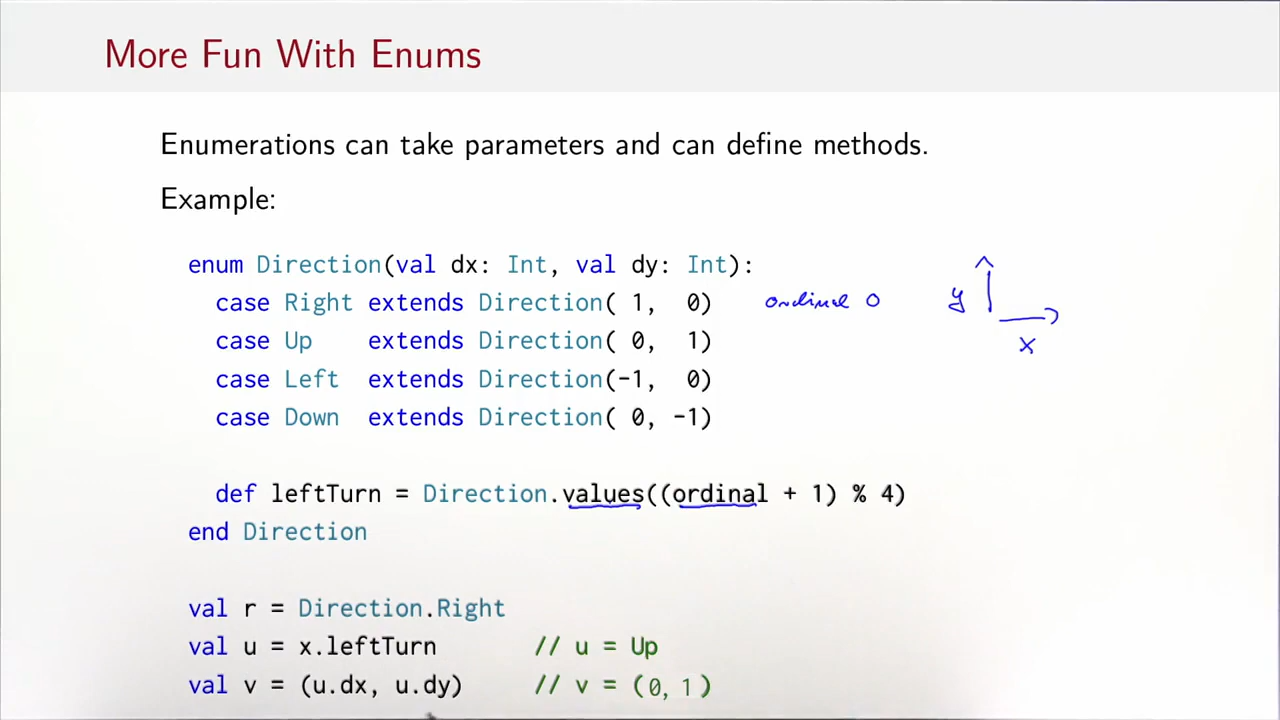 More Fun With Enums
Enumerations can take parameters and can define methods.
Example:
enum Direction(val dx: Int, val dy: Int):
case Right extends Direction( 1, 0) ordinal 0
case Up extends Direction( 0, 1)
case Left extends Direction(-1, 0)
case Down extends Direction( 0, -1)
y
x
def leftTurn = Direction.values((ordinal + 1) % 4)
end Direction
val r = Direction.Right
val u = x.leftTurn // u = Up
val v = (u.dx, u.dy) // v = (0, 1)